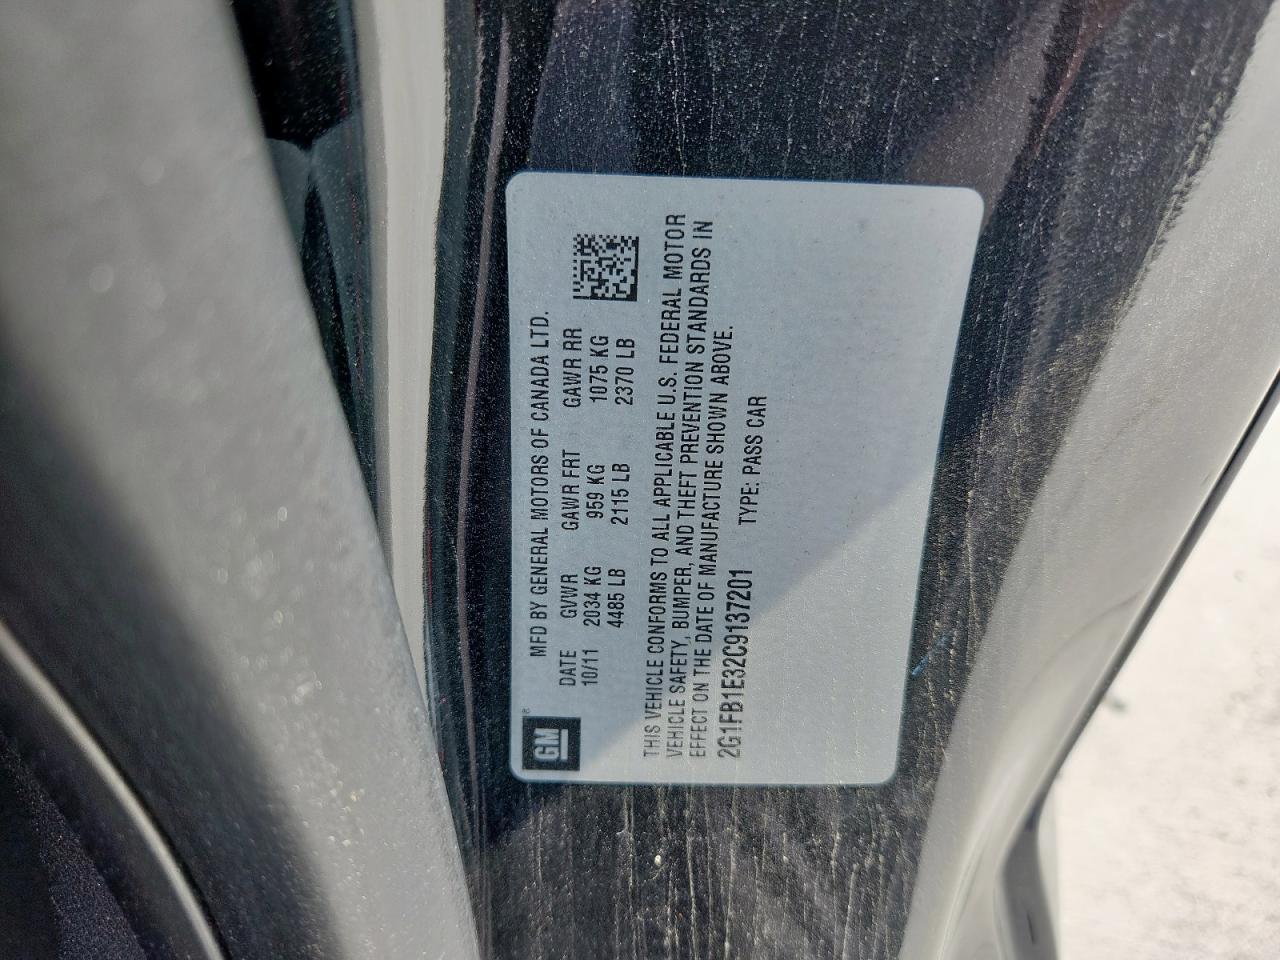 GM®
MFD BY GENERAL MOTORS OF CANADA LTD.
DATE GVWR GAWR FRT GAWR RR
10/11 2034 KG 959 KG 1075 KG
4485 LB 2115 LB 2370 LB
THIS VEHICLE CONFORMS TO ALL APPLICABLE U.S. FEDERAL MOTOR
VEHICLE SAFETY, BUMPER, AND THEFT PREVENTION STANDARDS IN
EFFECT ON THE DATE OF MANUFACTURE SHOWN ABOVE.
2G1FB1E32C9137201 TYPE: PASS CAR